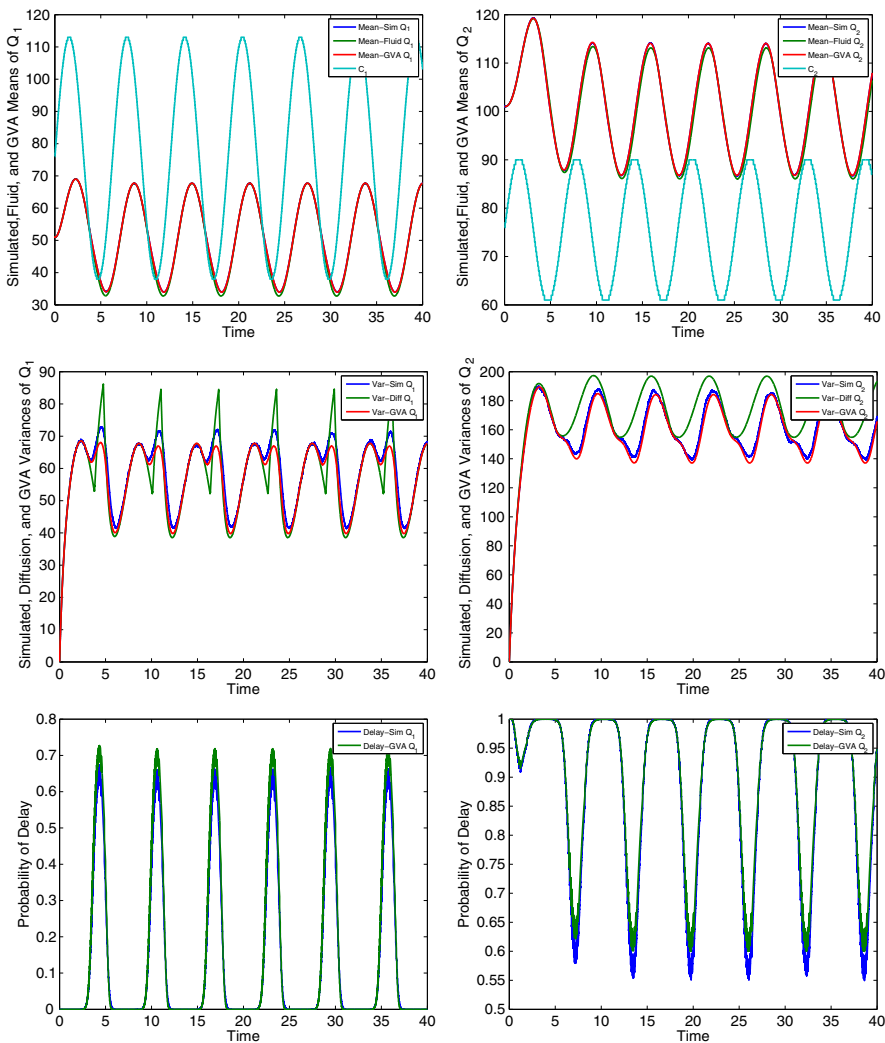 Simulated,Fluid, and GVA Means of Q1
113
110
100
90
80
70
60
50
40
30
0 5 10 15 20 25 30 35 40
Time
Mean−Sim Q1
Mean−Fluid Q1
Mean−GVA Q1
C1
Simulated,Fluid, and GVA Means of Q2
120
110
100
90
80
70
60
0 5 10 15 20 25 30 35 40
Time
Mean−Sim Q2
Mean−Fluid Q2
Mean−GVA Q2
C2
Simulated, Diffusion, and GVA Variances of Q1
90
80
70
60
50
40
30
20
10
0
0 5 10 15 20 25 30 35 40
Time
Var−Sim Q1
Var−Diff Q1
Var−GVA Q1
Simulated, Diffusion, and GVA Variances of Q2
200
180
160
140
120
100
80
60
40
20
0
0 5 10 15 20 25 30 35 40
Time
Var−Sim Q2
Var−Diff Q2
Var−GVA Q2
Probability of Delay
0.8
0.7
0.6
0.5
0.4
0.3
0.2
0.1
0
0 5 10 15 20 25 30 35 40
Time
Delay−Sim Q1
Delay−GVA Q1
Probability of Delay
1
0.95
0.9
0.85
0.8
0.75
0.7
0.65
0.6
0.55
0.5
0 5 10 15 20 25 30 35 40
Time
Delay−Sim Q2
Delay−GVA Q2